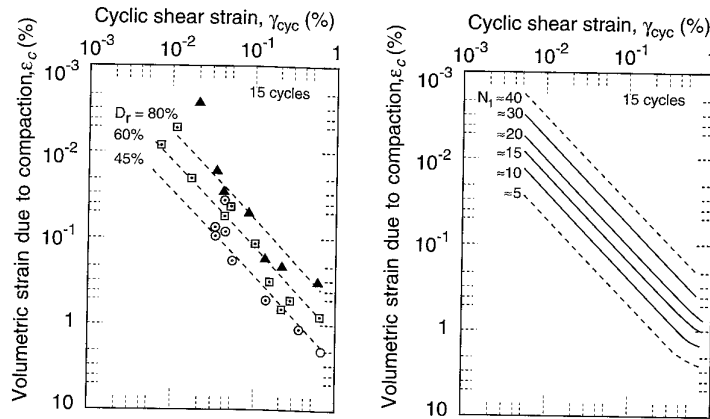 Cyclic shear strain, γcyc (%)
10⁻³ 10⁻² 10⁻¹ 1
Volumetric strain due to compaction, εc (%)
10⁻³
10⁻²
10⁻¹
1
10
15 cycles
Dr = 80%
60%
45%
Cyclic shear strain, γcyc (%)
10⁻³ 10⁻² 10⁻¹ 1
Volumetric strain due to compaction, εc (%)
10⁻³
10⁻²
10⁻¹
1
10
15 cycles
N₁ ≈40
≈30
≈20
≈15
≈10
≈5